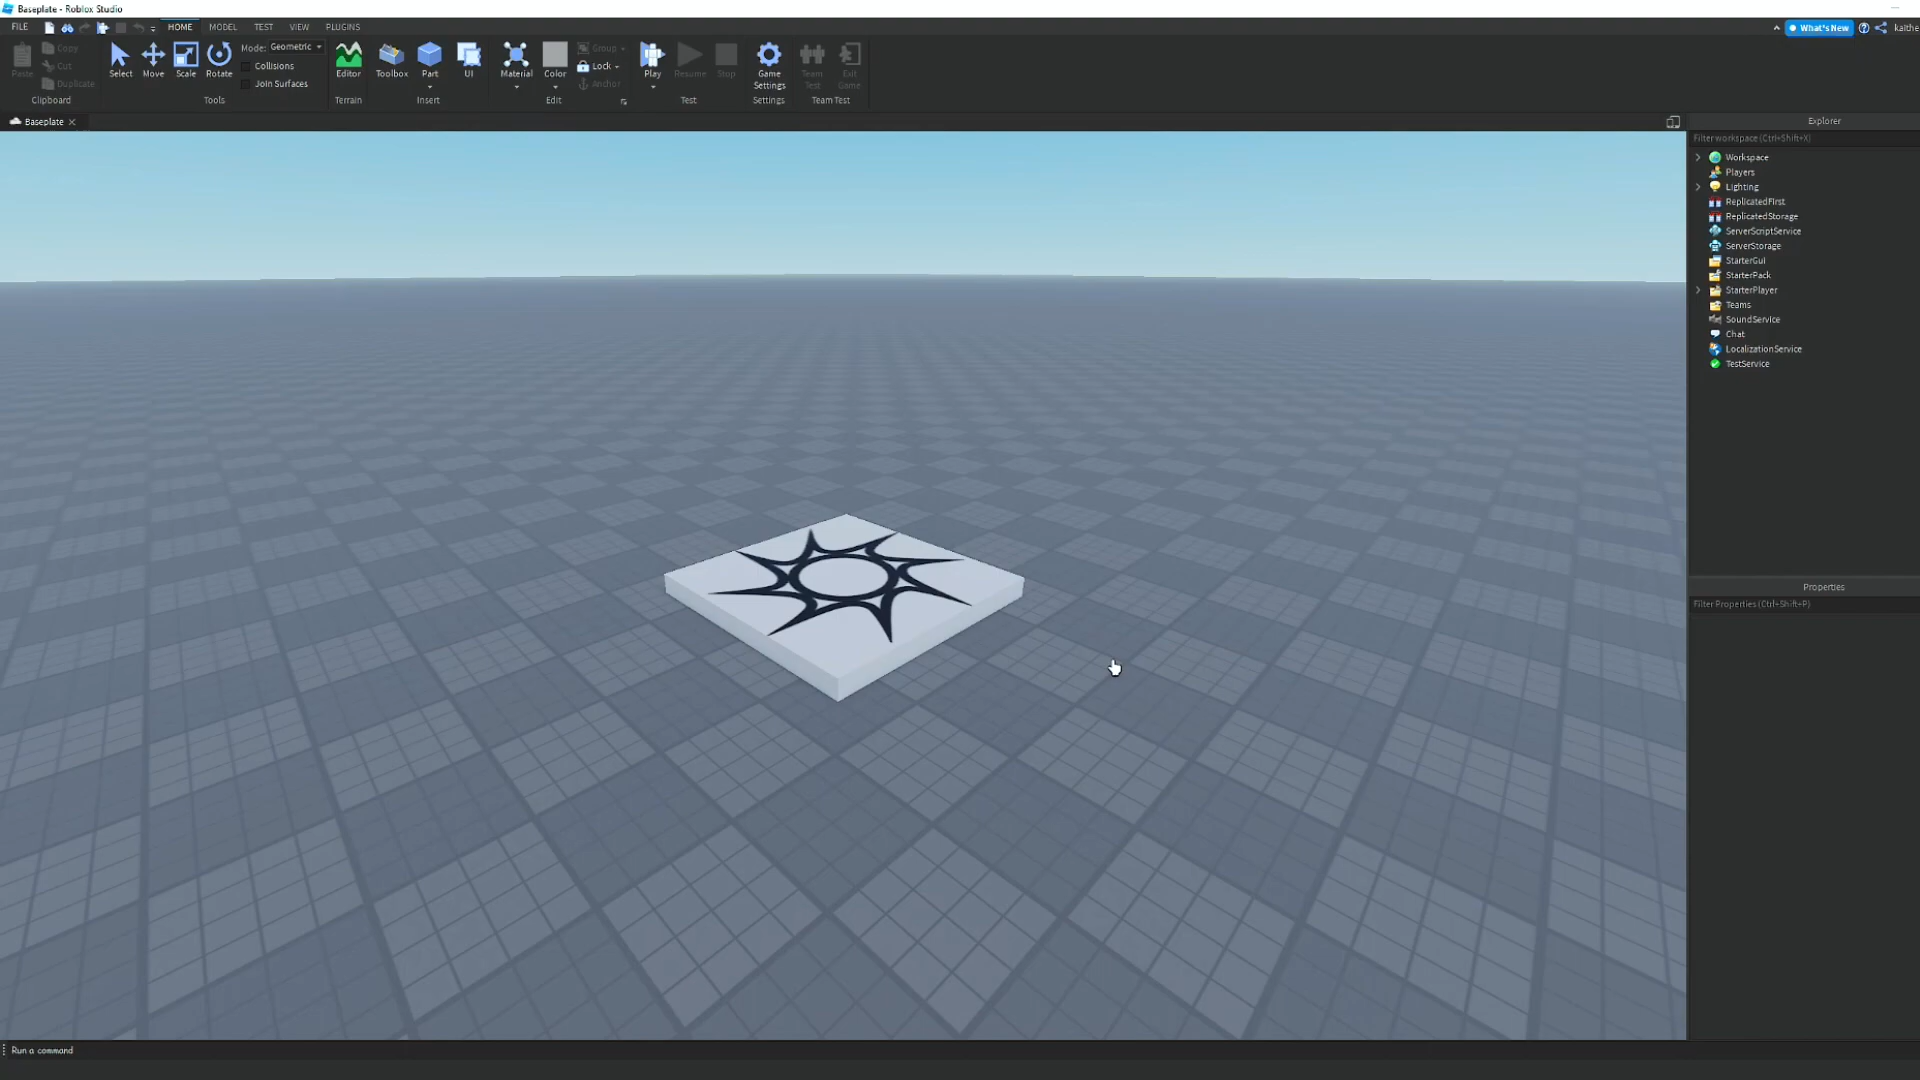 Baseplate - Roblox Studio
FILE HOME MODEL TEST VIEW PLUGINS What's New kaithe
Paste Copy Cut Duplicate Clipboard
Select Move Scale Rotate Mode: Geometric Collisions Join Surfaces Tools
Editor Terrain
Toolbox Part UI Insert
Material Color Group Lock Anchor Edit
Play Resume Stop Test
Game Settings Settings
Team Test Exit Game Team Test
Baseplate
Explorer
Filter workspace (Ctrl+Shift+X)
Workspace
Players
Lighting
ReplicatedFirst
ReplicatedStorage
ServerScriptService
ServerStorage
StarterGui
StarterPack
StarterPlayer
Teams
SoundService
Chat
LocalizationService
TestService
Properties
Filter Properties (Ctrl+Shift+P)
Run a command